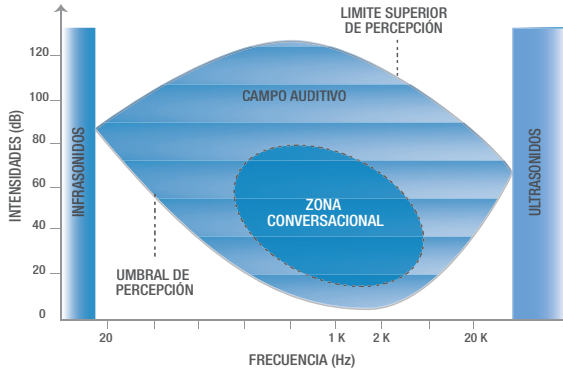 LIMITE SUPERIOR
DE PERCEPCIÓN
120
100
80
60
40
20
0
INTENSIDADES (dB)
INFRASONIDOS
CAMPO AUDITIVO
ZONA
CONVERSACIONAL
ULTRASONIDOS
UMBRAL DE
PERCEPCIÓN
20
1 K
2 K
20 K
FRECUENCIA (Hz)